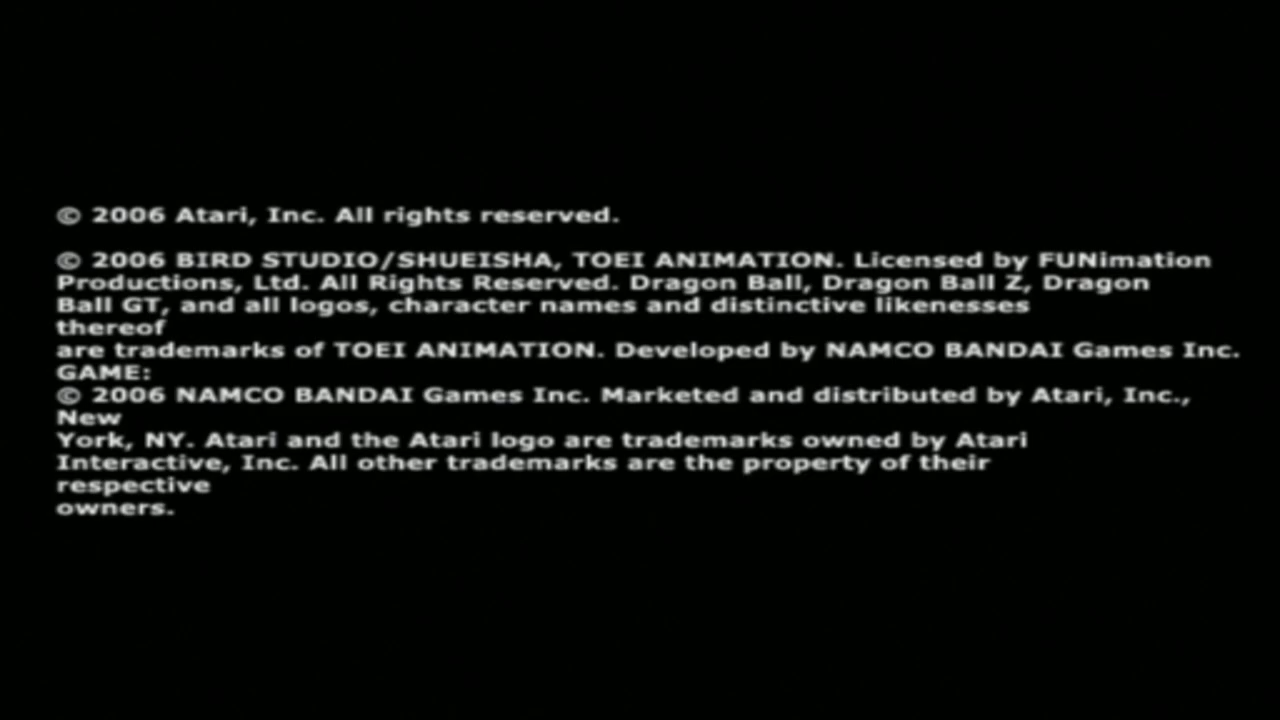 © 2006 Atari, Inc. All rights reserved.
© 2006 BIRD STUDIO/SHUEISHA, TOEI ANIMATION. Licensed by FUNimation
Productions, Ltd. All Rights Reserved. Dragon Ball, Dragon Ball Z, Dragon
Ball GT, and all logos, character names and distinctive likenesses
thereof
are trademarks of TOEI ANIMATION. Developed by NAMCO BANDAI Games Inc.
GAME:
© 2006 NAMCO BANDAI Games Inc. Marketed and distributed by Atari, Inc.,
New
York, NY. Atari and the Atari logo are trademarks owned by Atari
Interactive, Inc. All other trademarks are the property of their
respective
owners.